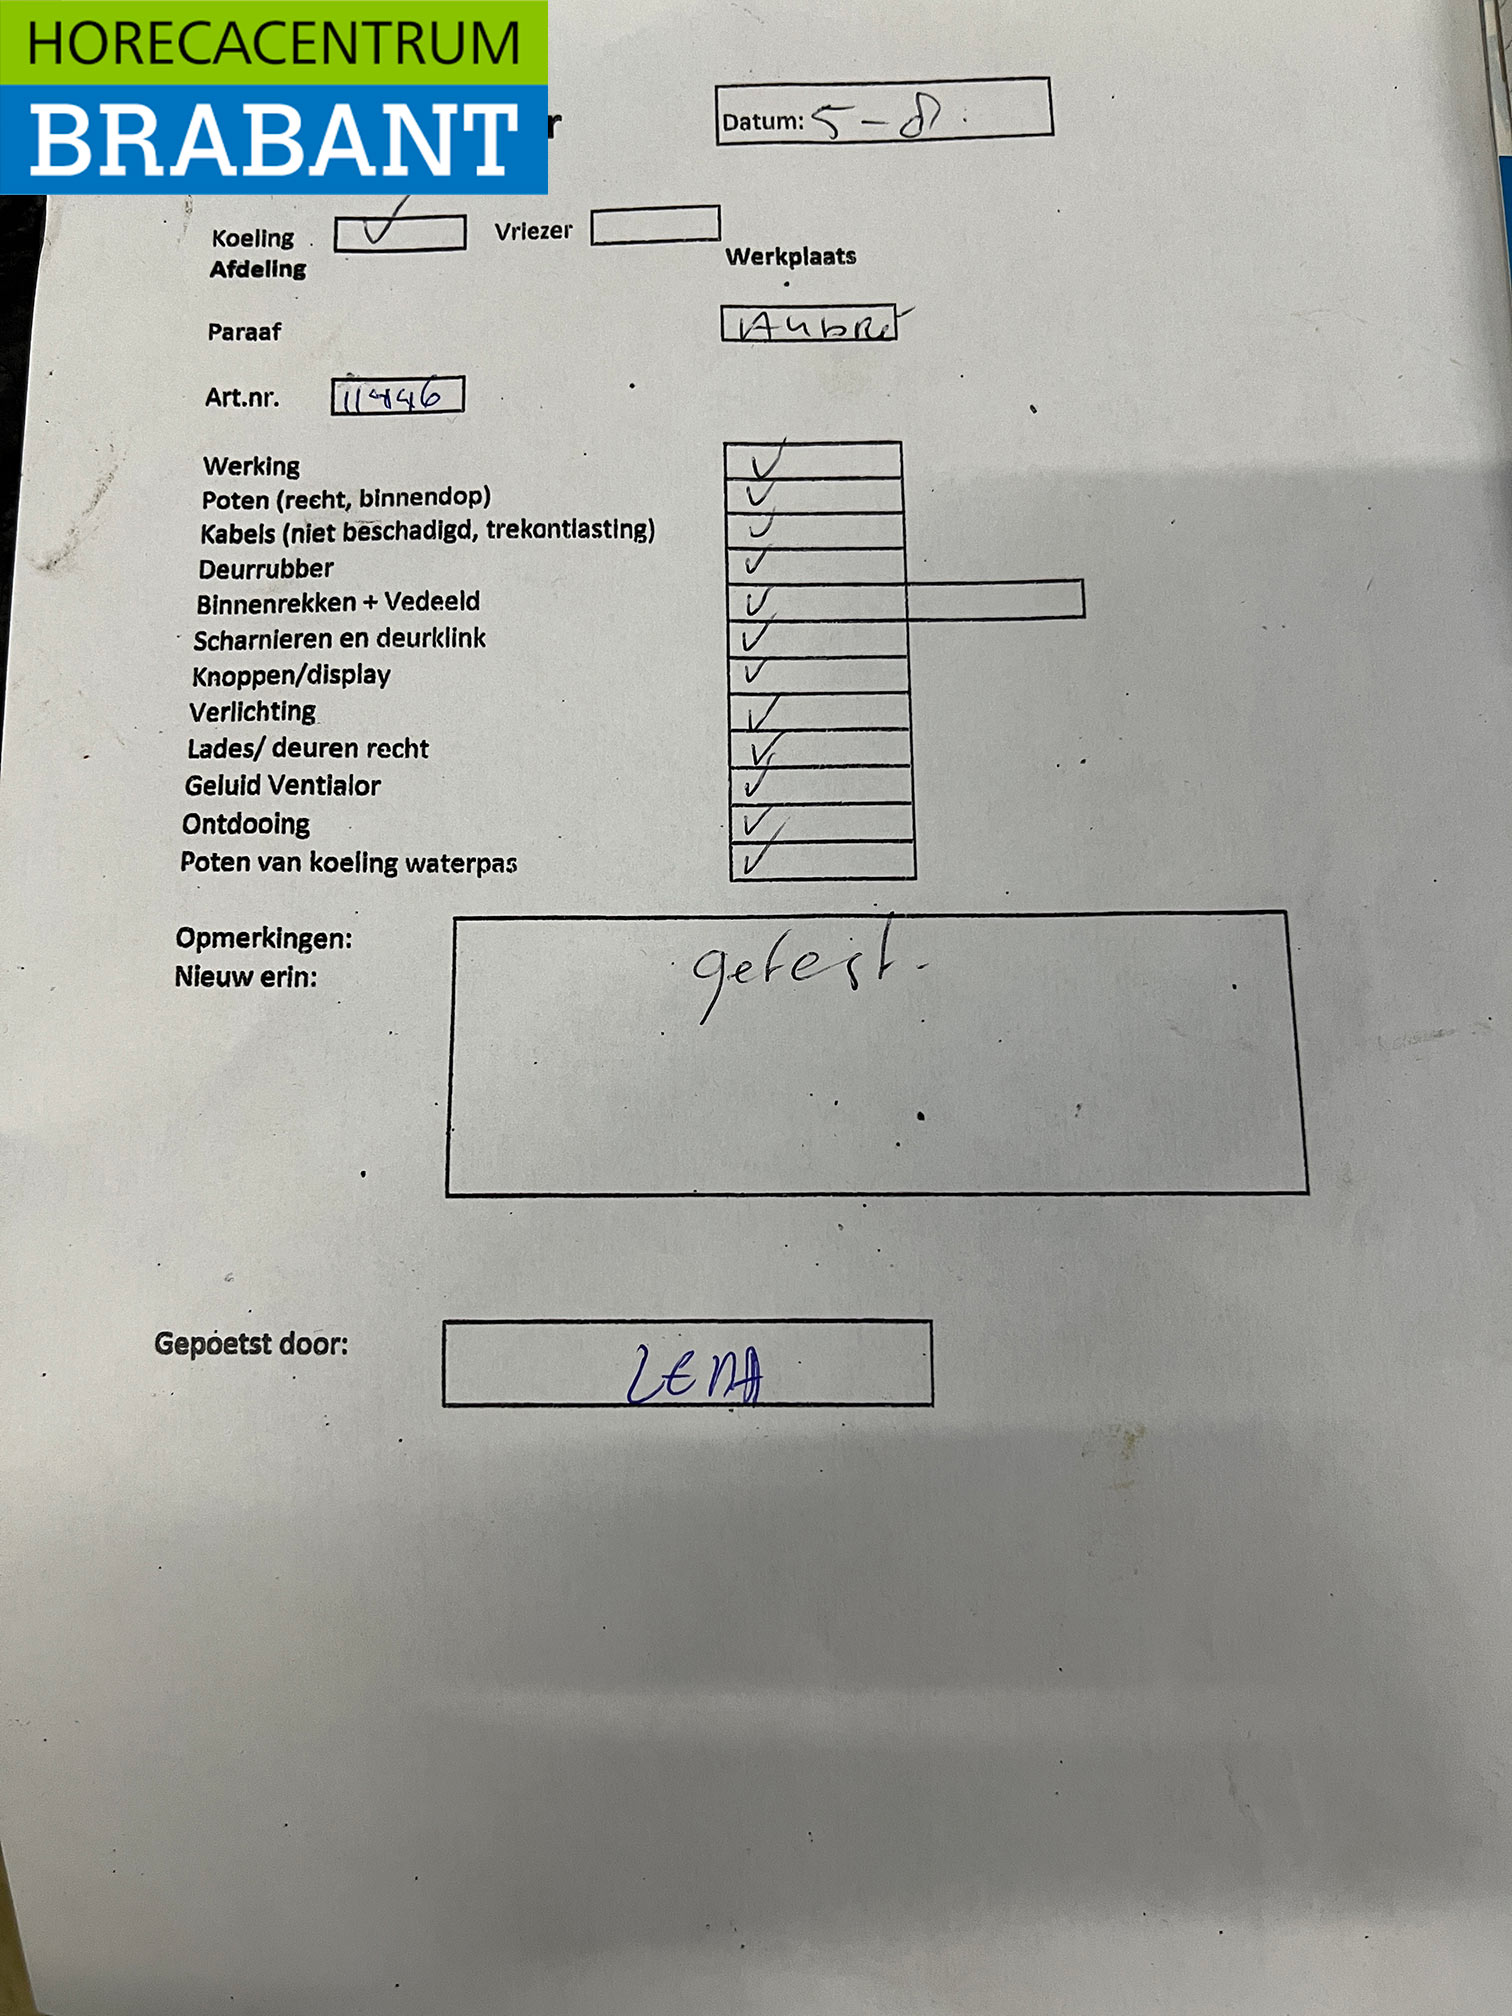 HORECACENTRUM
BRABANT
r
Datum: 5-8.
Koeling ✓ Vriezer
Afdeling Werkplaats
Paraaf
Art.nr. 11446
Werking ✓
Poten (recht, binnendop) ✓
Kabels (niet beschadigd, trekontlasting) ✓
Deurrubber ✓
Binnenrekken + Vedeeld ✓
Scharnieren en deurklink ✓
Knoppen/display ✓
Verlichting ✓
Lades/ deuren recht ✓
Geluid Ventialor ✓
Ontdooing ✓
Poten van koeling waterpas ✓
Opmerkingen: getest.
Nieuw erin:
Gepoetst door: LENA